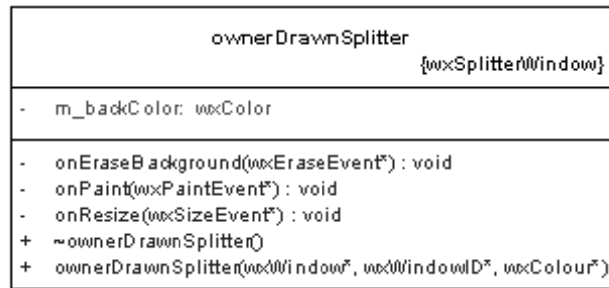 ownerDrawnSplitter
{wxSplitterWindow}
- m_backColor: wxColor
- onEraseBackground(wxEraseEvent*) : void
- onPaint(wxPaintEvent*) : void
- onResize(wxSizeEvent*) : void
+ ~ownerDrawnSplitter()
+ ownerDrawnSplitter(wxWindow*, wxWindowID*, wxColour*)